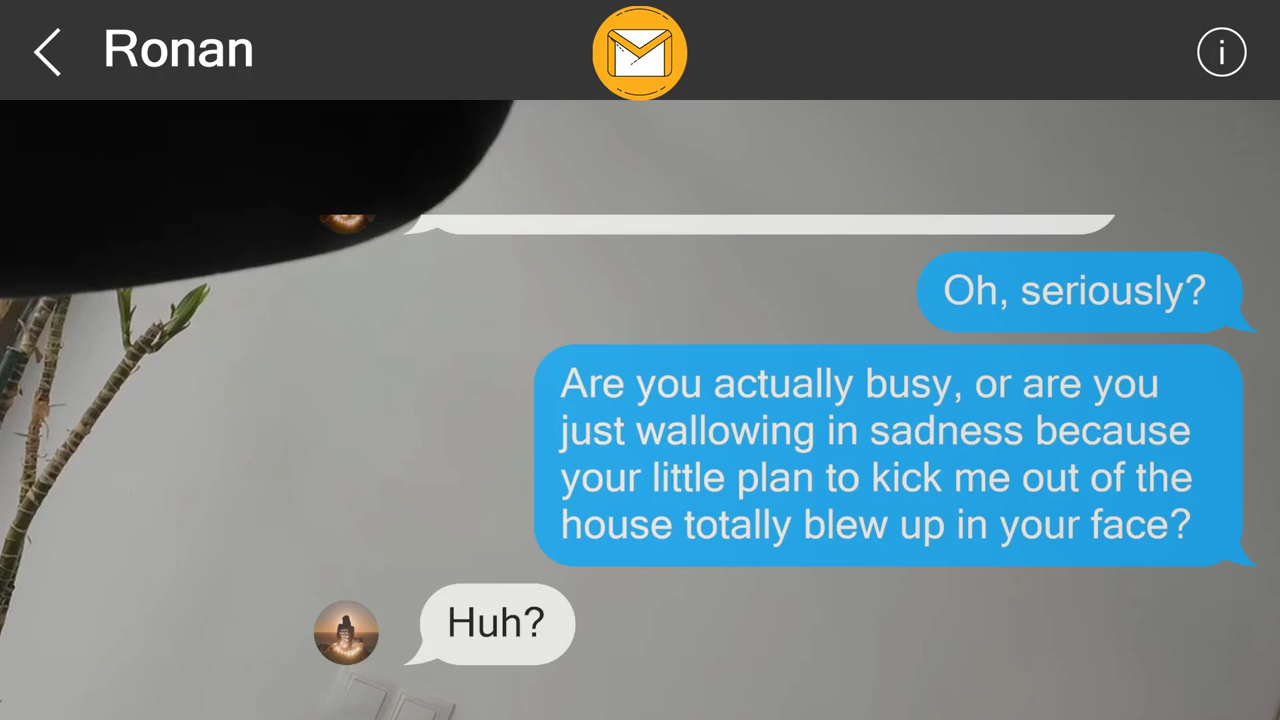 Ronan
i
Oh, seriously?
Are you actually busy, or are you
just wallowing in sadness because
your little plan to kick me out of the
house totally blew up in your face?
Huh?